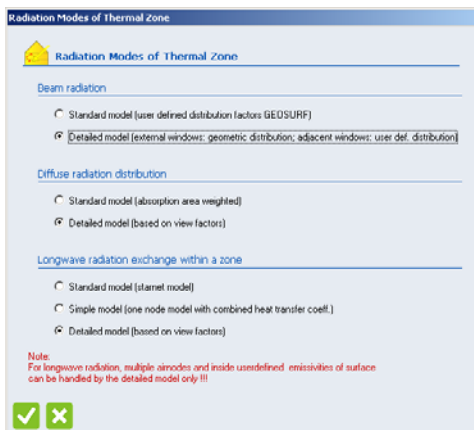 Radiation Modes of Thermal Zone
Radiation Modes of Thermal Zone
Beam radiation
Standard model (user defined distribution factors GEOSURF)
Detailed model (external windows: geometric distribution; adjacent windows: user def. distribution)
Diffuse radiation distribution
Standard model (absorption area weighted)
Detailed model (based on view factors)
Longwave radiation exchange within a zone
Standard model (starnet model)
Simple model (one node model with combined heat transfer coeff.)
Detailed model (based on view factors)
Note:
For longwave radiation, multiple airnodes and inside userdefined emissivities of surface
can be handled by the detailed model only !!!